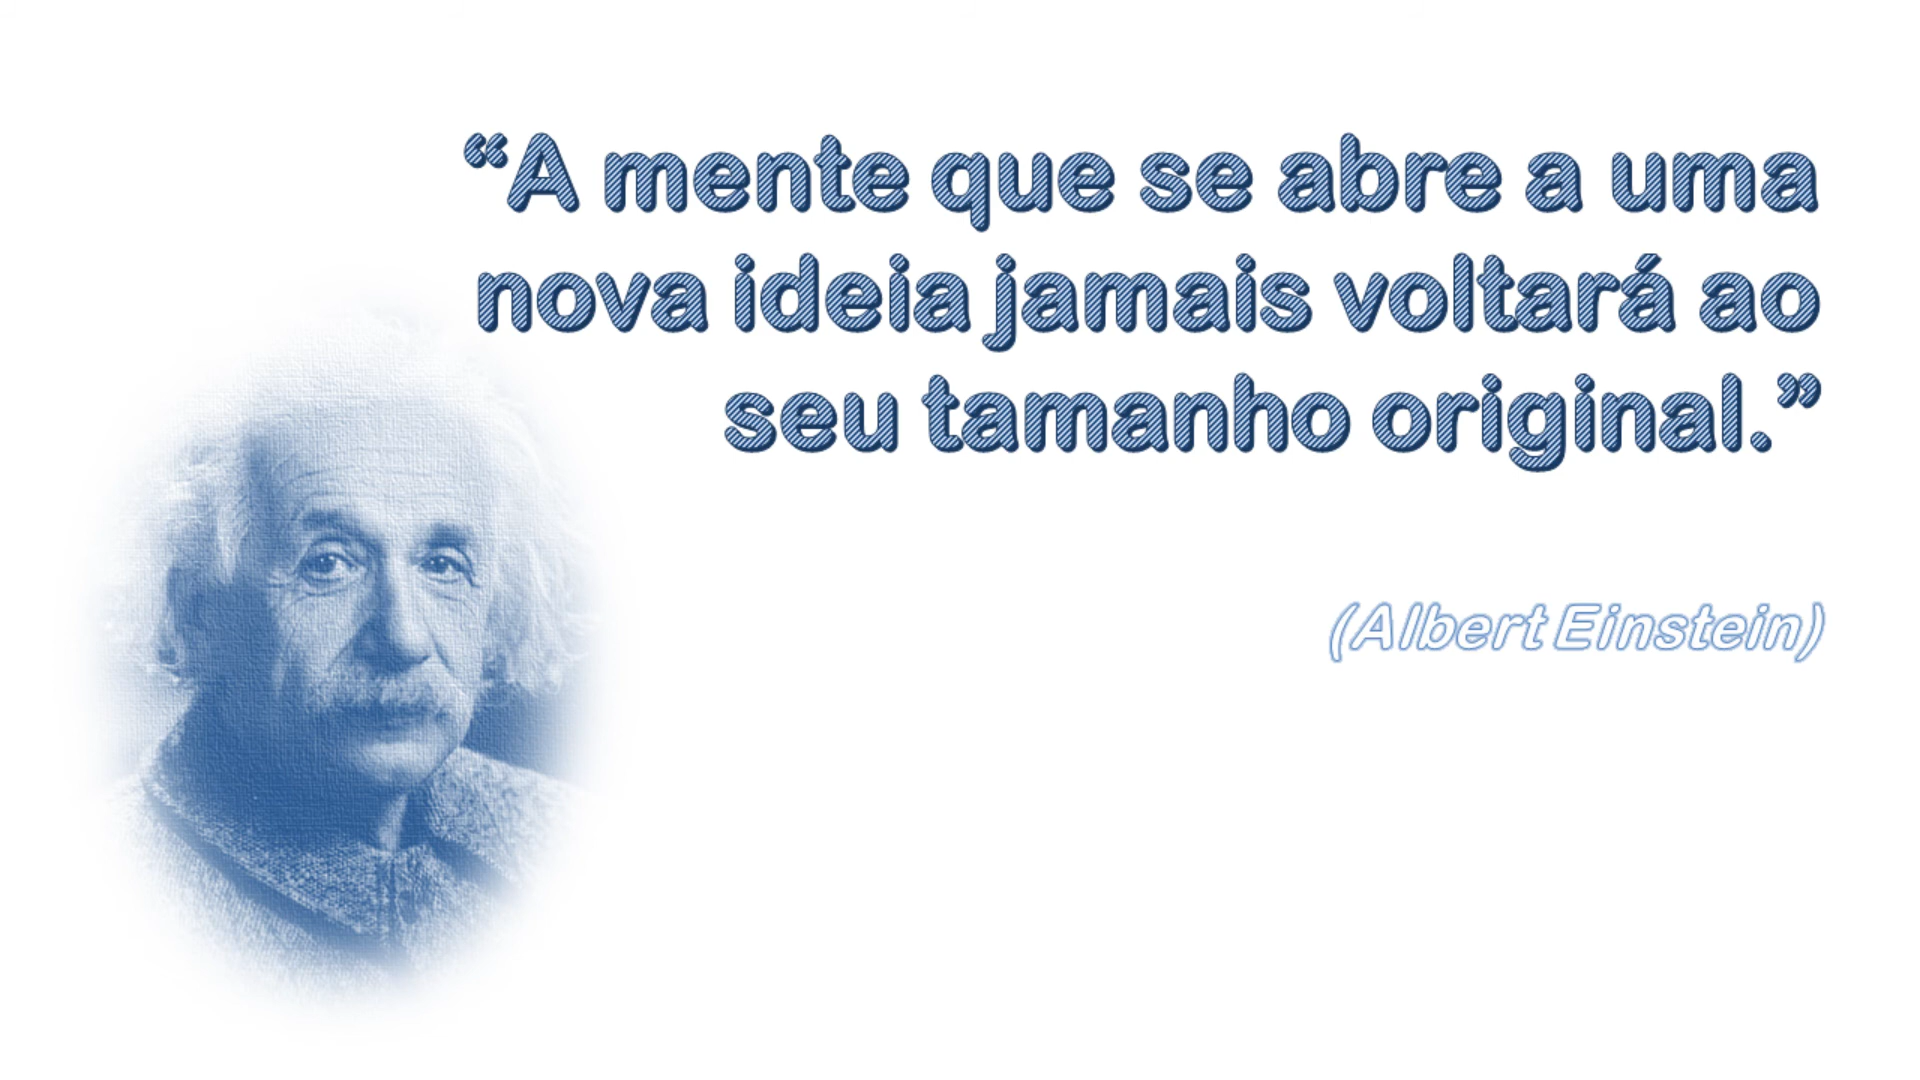 “A mente que se abre a uma
nova ideia jamais voltará ao
seu tamanho original.”
(Albert Einstein)